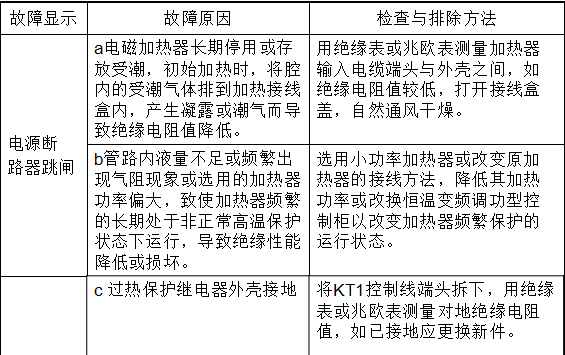 故障显示
故障原因
检查与排除方法
电源断
路器跳闸
a电磁加热器长期停用或存
放受潮，初始加热时，将腔
内的受潮气体排到加热接线
盒内，产生凝露或潮气而导
致绝缘电阻值降低。
用绝缘表或兆欧表测量加热器
输入电缆端头与外壳之间，如
绝缘电阻值较低，打开接线盒
盖，自然通风干燥。
b管路内液量不足或频繁出
现气阻现象或选用的加热器
功率偏大，致使加热器频繁
的长期处于非正常高温保护
状态下运行，导致绝缘性能
降低或损坏。
选用小功率加热器或改变原加
热器的接线方法，降低其加热
功率或改换恒温变频调功型控
制柜以改变加热器频繁保护的
运行状态。
c 过热保护继电器外壳接地
将KT1控制线端头拆下，用绝缘
表或兆欧表测量对地绝缘电阻
值，如已接地应更换新件。